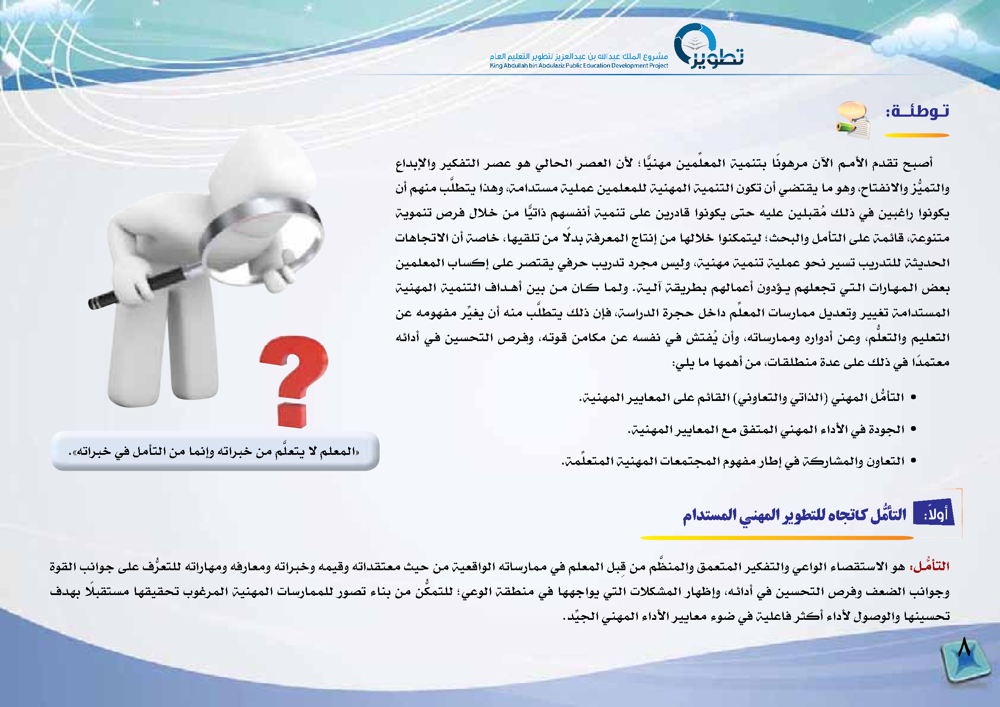 تطوير
مشروع الملك عبدالله بن عبدالعزيز لتطوير التعليم العام
King Abdullah bin Abdulaziz Public Education Development Project
تـوطئــة:
أصبح تقدم الأمم الآن مرهونًا بتنمية المعلِّمين مهنيًّا؛ لأن العصر الحالي هو عصر التفكير والإبداع
والتميُّز والانفتاح، وهو ما يقتضي أن تكون التنمية المهنية للمعلمين عملية مستدامة، وهذا يتطلَّب منهم أن
يكونوا راغبين في ذلك مُقبلين عليه حتى يكونوا قادرين على تنمية أنفسهم ذاتيًّا من خلال فرص تنموية
متنوعة، قائمة على التأمل والبحث؛ ليتمكنوا خلالها من إنتاج المعرفة بدلًا من تلقيها، خاصة أن الاتجاهات
الحديثة للتدريب تسير نحو عملية تنمية مهنية، وليس مجرد تدريب حرفي يقتصر على إكساب المعلمين
بعض المهارات التي تجعلهم يـؤدون أعمالهم بطريقة آلية. ولما كان من بين أهداف التنمية المهنية
المستدامة تغيير وتعديل ممارسات المعلِّم داخل حجرة الدراسة، فإن ذلك يتطلَّب منه أن يغيِّر مفهومه عن
التعليم والتعلُّم، وعن أدواره وممارساته، وأن يُفتش في نفسه عن مكامن قوته، وفرص التحسين في أدائه
معتمدًا في ذلك على عدة منطلقات، من أهمها ما يلي:
• التأمُّل المهني (الذاتي والتعاوني) القائم على المعايير المهنية.
• الجودة في الأداء المهني المتفق مع المعايير المهنية.
• التعاون والمشاركة في إطار مفهوم المجتمعات المهنية المتعلِّمة.
«المعلم لا يتعلَّم من خبراته وإنما من التأمل في خبراته».
أولاً: التأمُّل كاتجاه للتطوير المهني المستدام
التأمُّل: هو الاستقصاء الواعي والتفكير المتعمق والمنظَّم من قِبل المعلم في ممارساته الواقعية من حيث معتقداته وقيمه وخبراته ومعارفه ومهاراته للتعرُّف على جوانب القوة
وجوانب الضعف وفرص التحسين في أدائه، وإظهار المشكلات التي يواجهها في منطقة الوعي؛ للتمكُّن من بناء تصور للممارسات المهنية المرغوب تحقيقها مستقبلًا بهدف
تحسينها والوصول لأداء أكثر فاعلية في ضوء معايير الأداء المهني الجيِّد.
٨